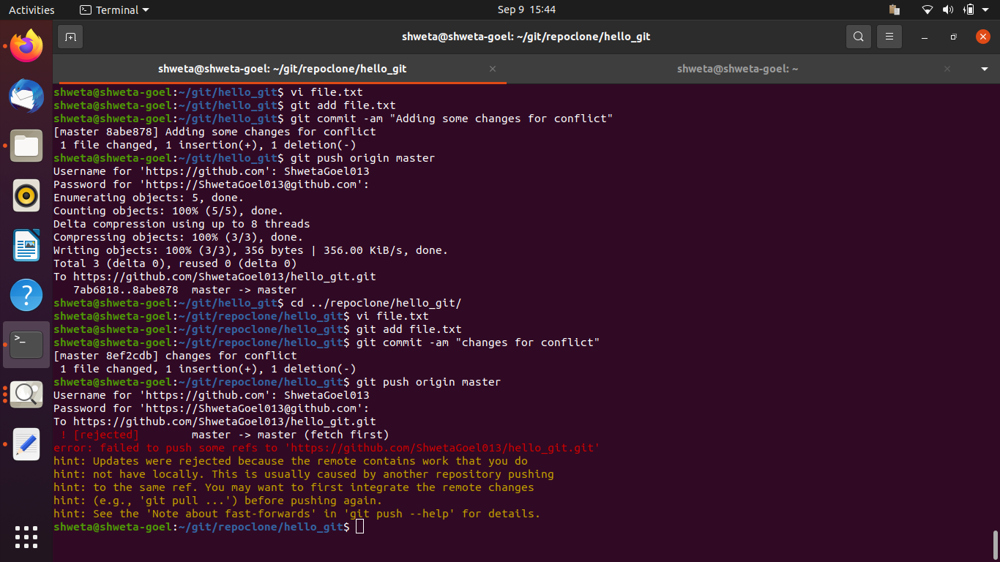 Activities
Terminal
Sep 9 15:44
shweta@shweta-goel: ~/git/repoclone/hello_git
shweta@shweta-goel: ~/git/repoclone/hello_git
shweta@shweta-goel: ~
shweta@shweta-goel:~/git/hello_git$ vi file.txt
shweta@shweta-goel:~/git/hello_git$ git add file.txt
shweta@shweta-goel:~/git/hello_git$ git commit -am "Adding some changes for conflict"
[master 8abe878] Adding some changes for conflict
 1 file changed, 1 insertion(+), 1 deletion(-)
shweta@shweta-goel:~/git/hello_git$ git push origin master
Username for 'https://github.com': ShwetaGoel013
Password for 'https://ShwetaGoel013@github.com':
Enumerating objects: 5, done.
Counting objects: 100% (5/5), done.
Delta compression using up to 8 threads
Compressing objects: 100% (3/3), done.
Writing objects: 100% (3/3), 356 bytes | 356.00 KiB/s, done.
Total 3 (delta 0), reused 0 (delta 0)
To https://github.com/ShwetaGoel013/hello_git.git
   7ab6818..8abe878  master -> master
shweta@shweta-goel:~/git/hello_git$ cd ../repoclone/hello_git/
shweta@shweta-goel:~/git/repoclone/hello_git$ vi file.txt
shweta@shweta-goel:~/git/repoclone/hello_git$ git add file.txt
shweta@shweta-goel:~/git/repoclone/hello_git$ git commit -am "changes for conflict"
[master 8ef2cdb] changes for conflict
 1 file changed, 1 insertion(+), 1 deletion(-)
shweta@shweta-goel:~/git/repoclone/hello_git$ git push origin master
Username for 'https://github.com': ShwetaGoel013
Password for 'https://ShwetaGoel013@github.com':
To https://github.com/ShwetaGoel013/hello_git.git
 ! [rejected]        master -> master (fetch first)
error: failed to push some refs to 'https://github.com/ShwetaGoel013/hello_git.git'
hint: Updates were rejected because the remote contains work that you do
hint: not have locally. This is usually caused by another repository pushing
hint: to the same ref. You may want to first integrate the remote changes
hint: (e.g., 'git pull ...') before pushing again.
hint: See the 'Note about fast-forwards' in 'git push --help' for details.
shweta@shweta-goel:~/git/repoclone/hello_git$